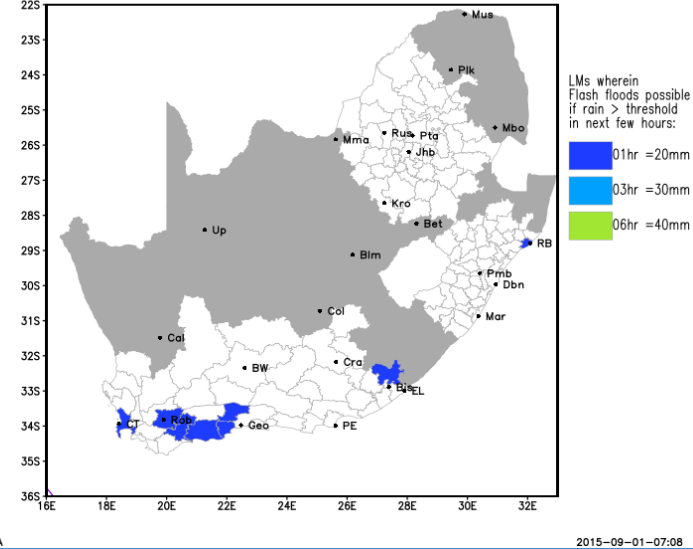 22S
Mus
24S
Plk
LMs wherein
Flash floods possible
if rain > threshold
in next few hours:
25S
Mbo
Rus
Pta
Mma
01hr =20mm
26S
Jhb
27S
03hr =30mm
Kro
28S
Bet
06hr =40mm
Up
RB
29S
Blm
Pmb
30S
Dbn
Col
Mar
31S
Cal
32S
Cra
BW
33S
Bis
EL
Rob
CT
34S
Geo
PE
35S
36S
16E
18E
20E
22E
24E
26E
28E
30E
32E
A
2015-09-01-07:08